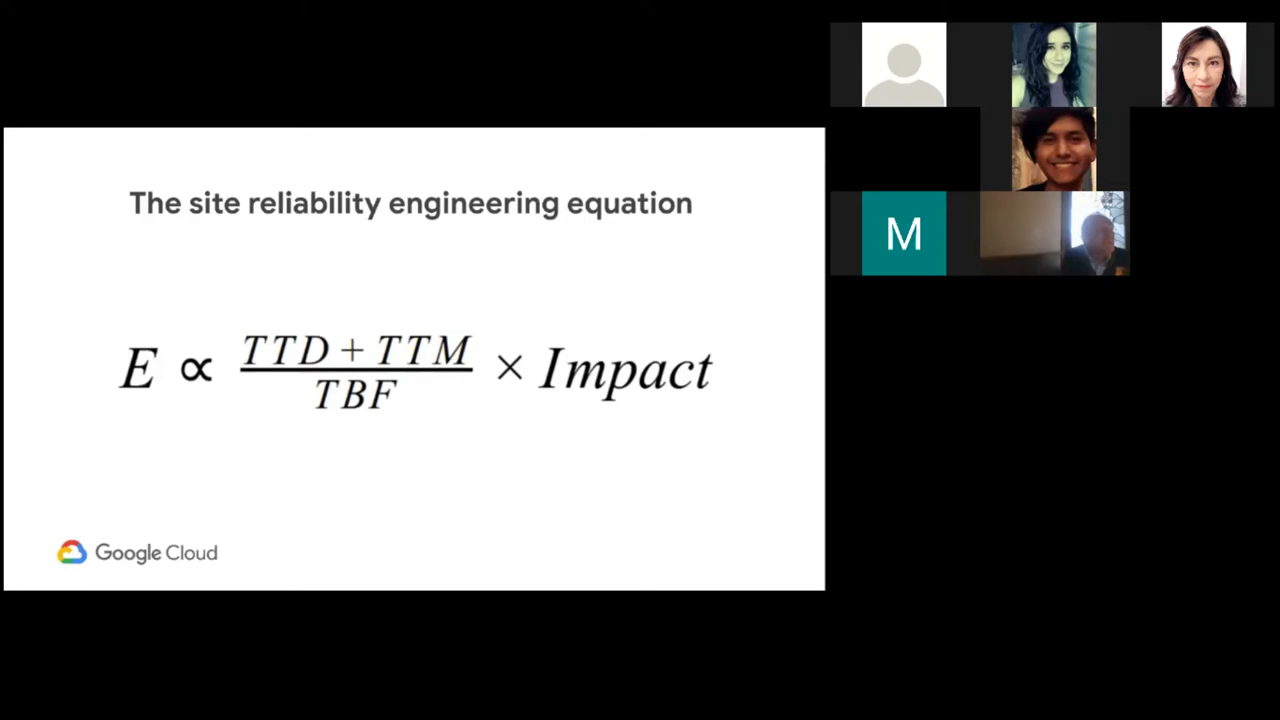 The site reliability engineering equation
E ∝ TTD + TTM / TBF × Impact
Google Cloud
M